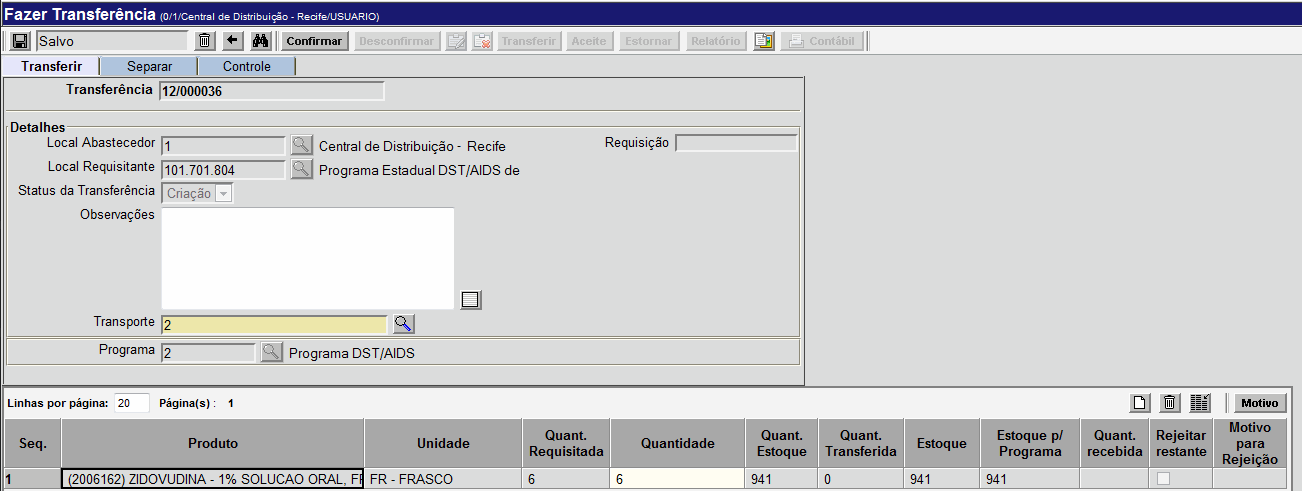 Fazer Transferência (0/1/Central de Distribuição - Recife/USUARIO)
Salvo Confirmar Desconfirmar Transferir Aceite Estornar Relatório Contábil
Transferir Separar Controle
Transferência 12/000036
Detalhes
Local Abastecedor 1 Central de Distribuição - Recife Requisição
Local Requisitante 101.701.804 Programa Estadual DST/AIDS de
Status da Transferência Criação
Observações
Transporte 2
Programa 2 Programa DST/AIDS
Linhas por página: 20 Página(s) : 1 Motivo
Seq. Produto Unidade Quant. Requisitada Quantidade Quant. Estoque Quant. Transferida Estoque Estoque p/ Programa Quant. recebida Rejeitar restante Motivo para Rejeição
1 (2006162) ZIDOVUDINA - 1% SOLUCAO ORAL, FR - FRASCO 6 6 941 0 941 941